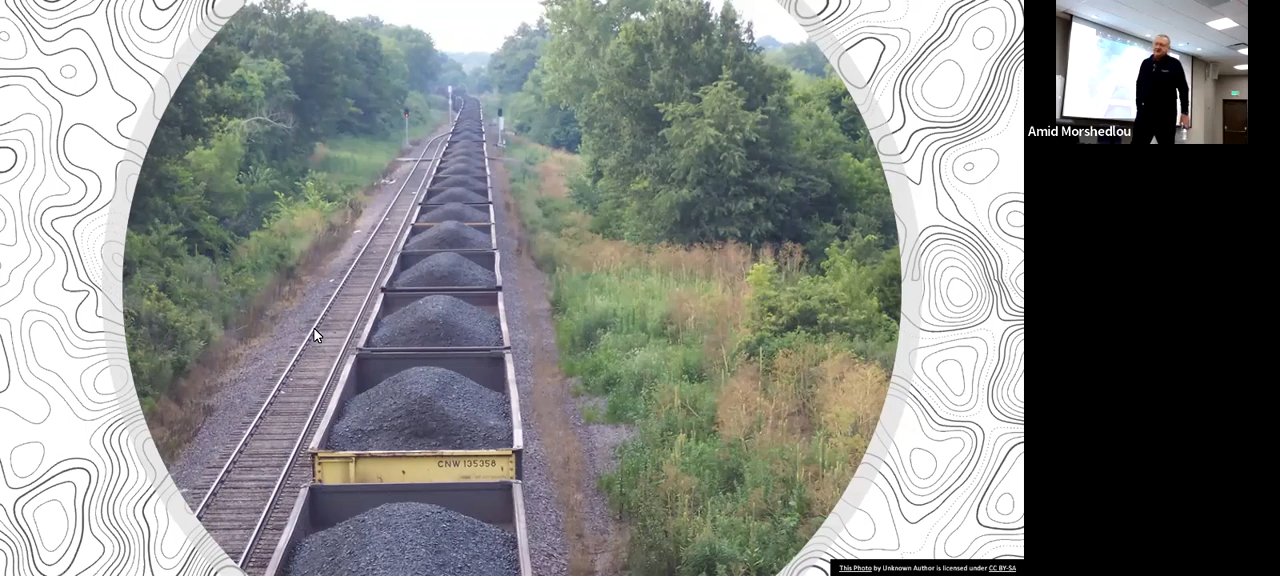 Amid Morshedlou
CNW 135358
This Photo by Unknown Author is licensed under CC BY-SA